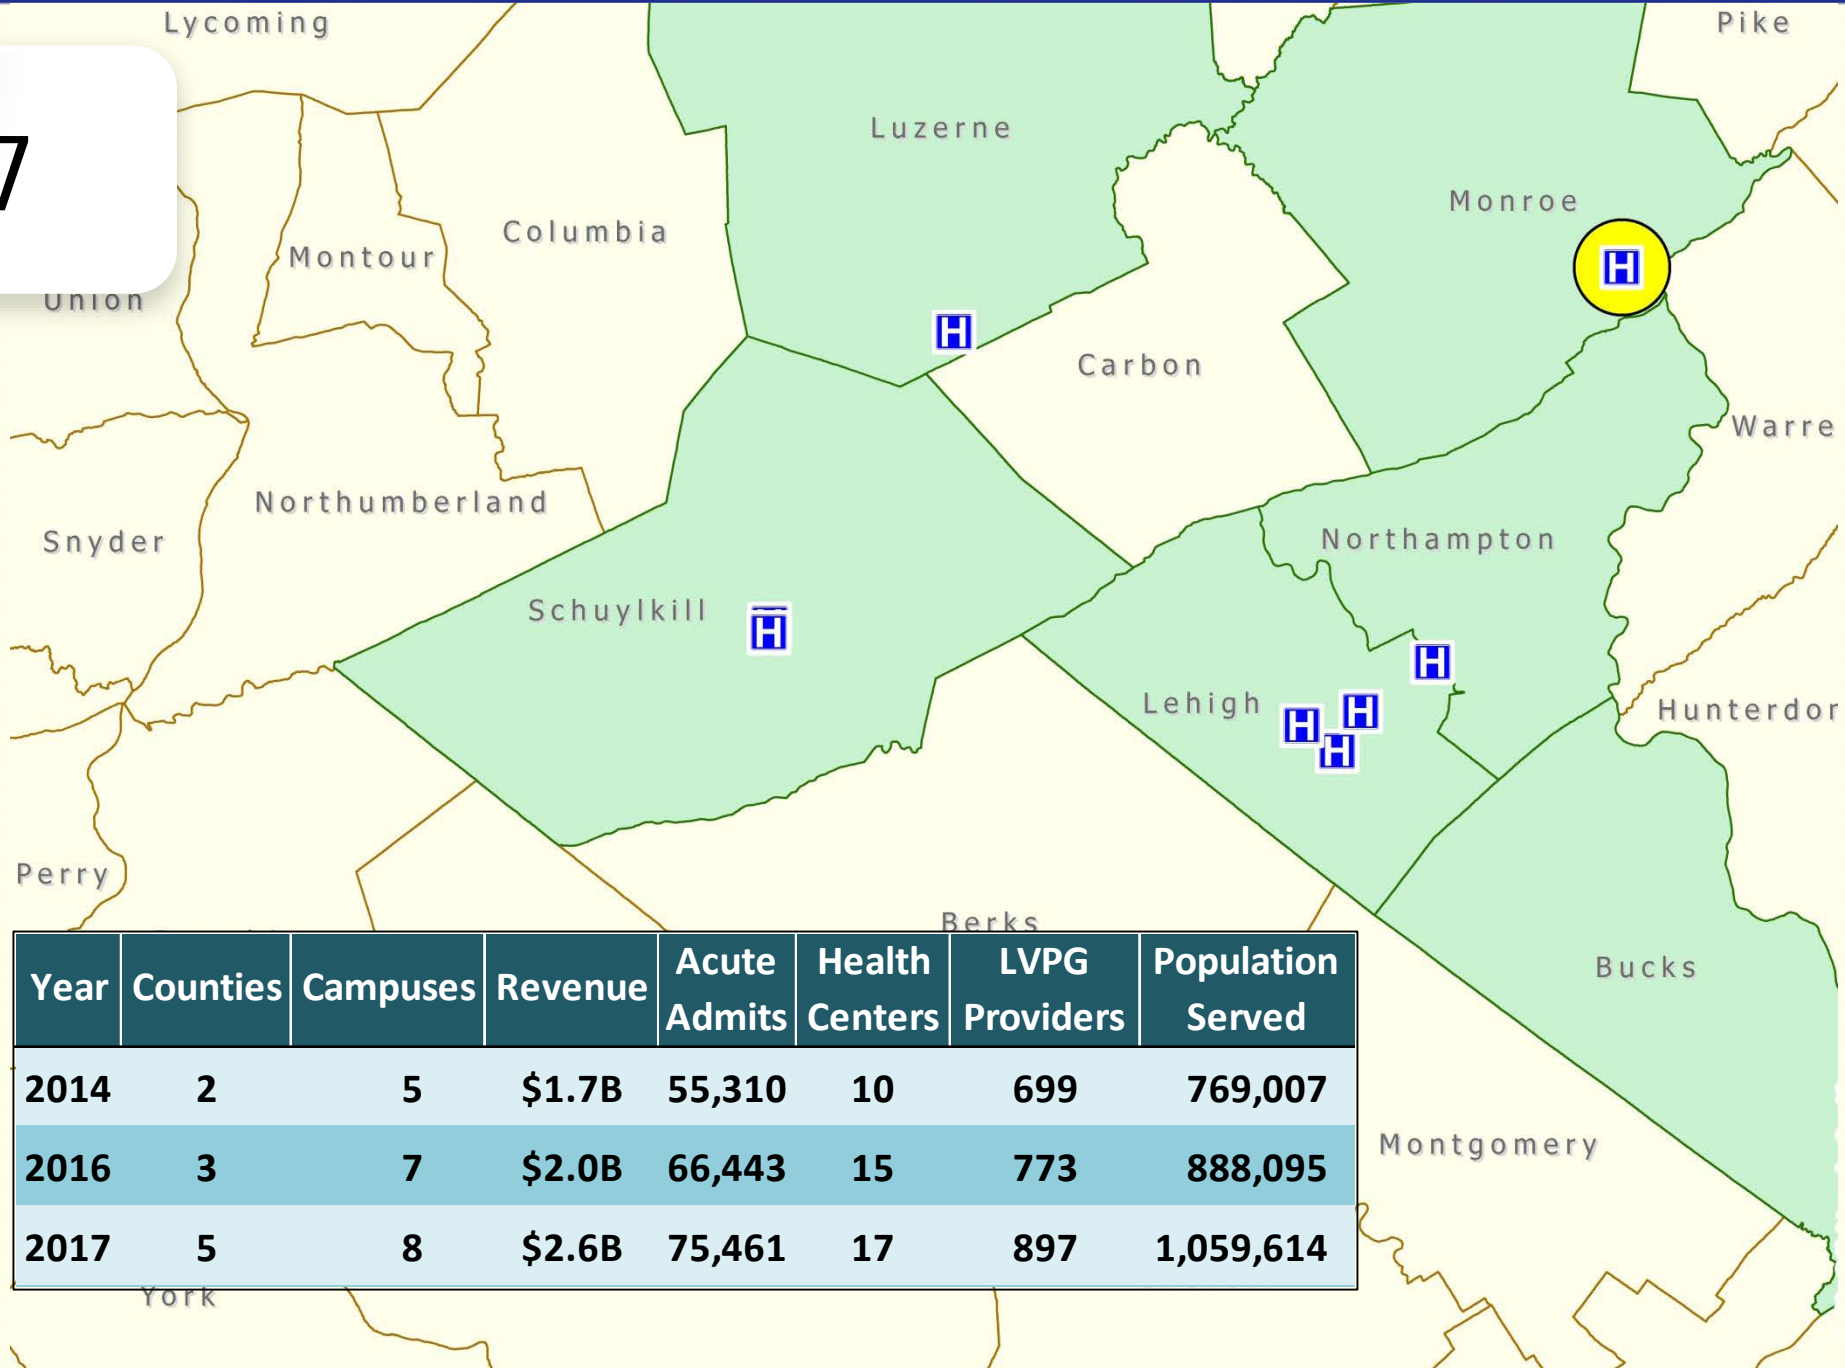 Lycoming
Pike
7
Luzerne
Monroe
Columbia
Montour
H
Union
H
Carbon
Warre
Northumberland
Northampton
Snyder
Schuylkill
H
H
Lehigh
H
H
H
Hunterdor
Perry
Berks
Bucks
Year Counties Campuses Revenue Acute Admits Health Centers LVPG Providers Population Served
2014 2 5 $1.7B 55,310 10 699 769,007
2016 3 7 $2.0B 66,443 15 773 888,095
2017 5 8 $2.6B 75,461 17 897 1,059,614
Montgomery
York